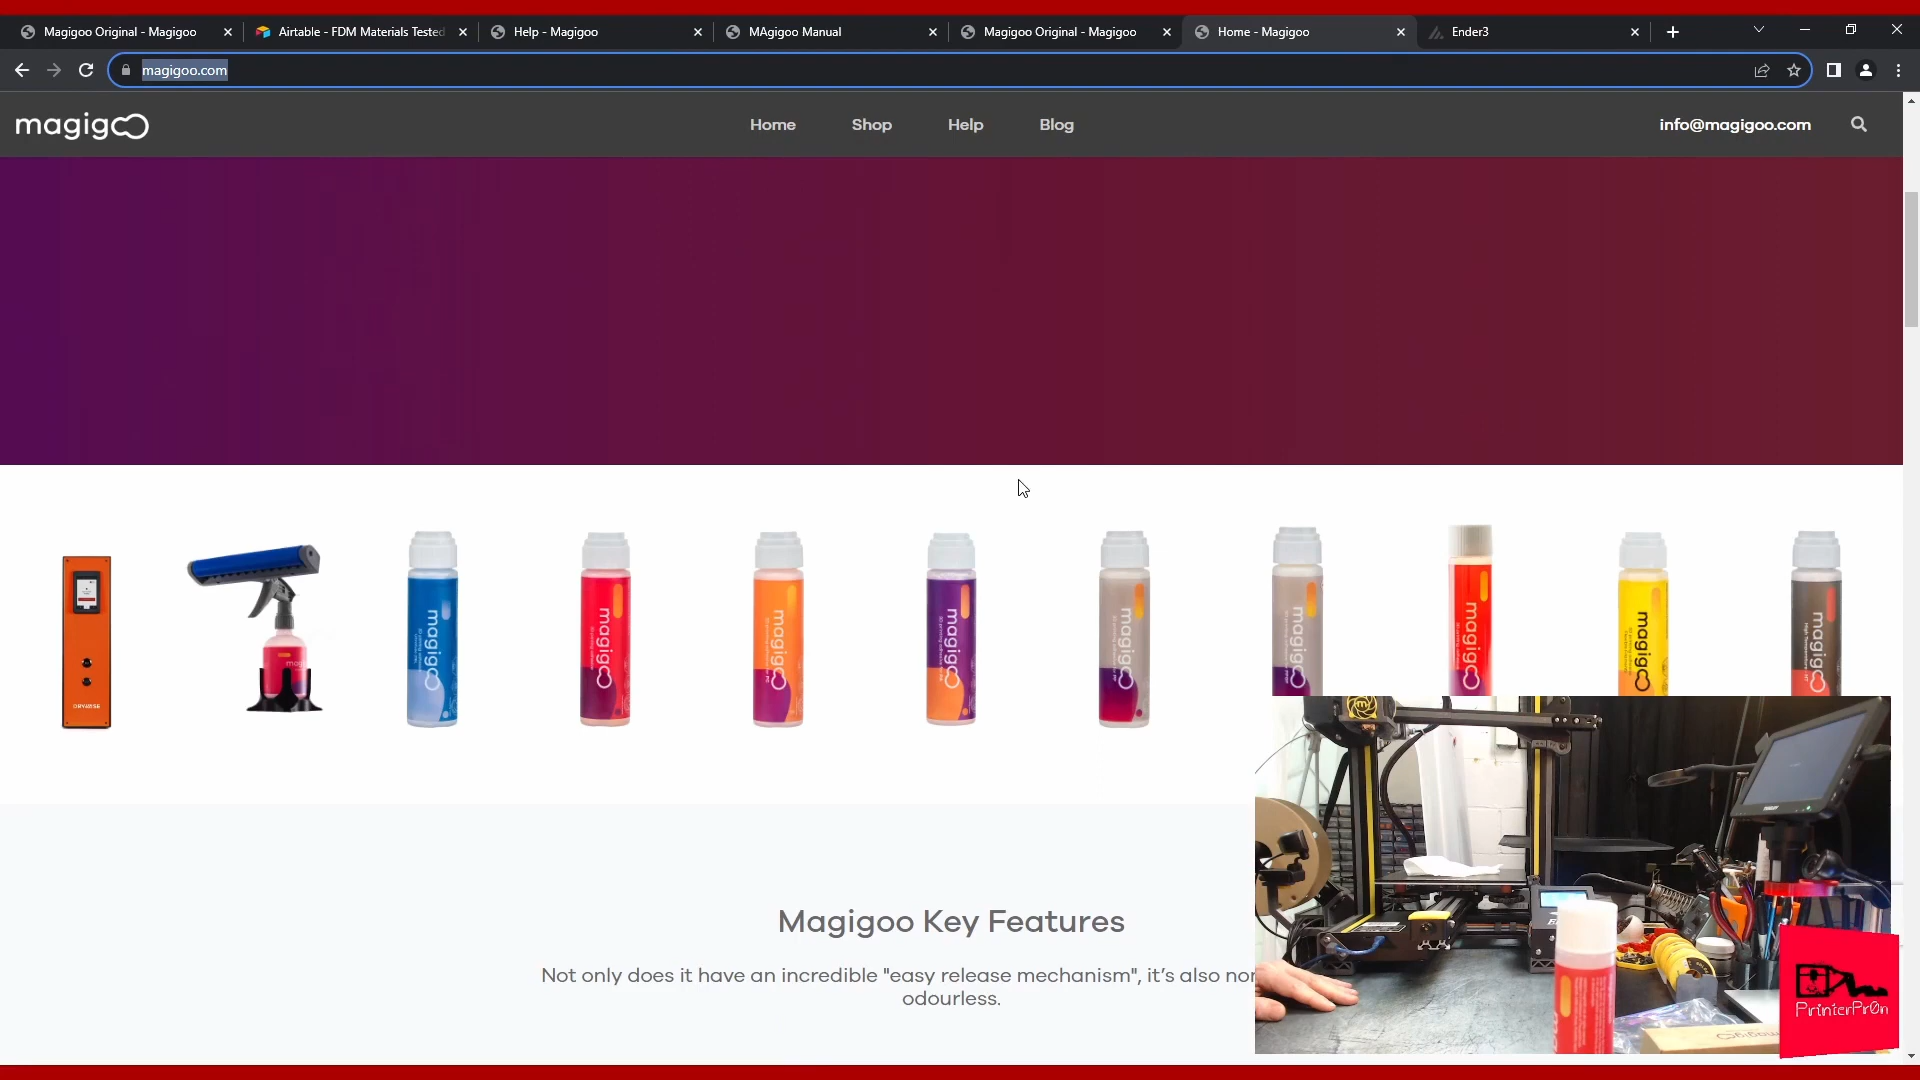 Magigoo Original - Magigoo
Airtable - FDM Materials Tested
Help - Magigoo
MAgigoo Manual
Magigoo Original - Magigoo
Home - Magigoo
Ender3
magigoo.com
magigoo
Home
Shop
Help
Blog
info@magigoo.com
magigoo
magigoo
magigoo
magigoo
magigoo
magigoo
magigoo
magigoo
magigoo
Magigoo Key Features
Not only does it have an incredible "easy release mechanism", it's also
odourless.
PrinterPr0n